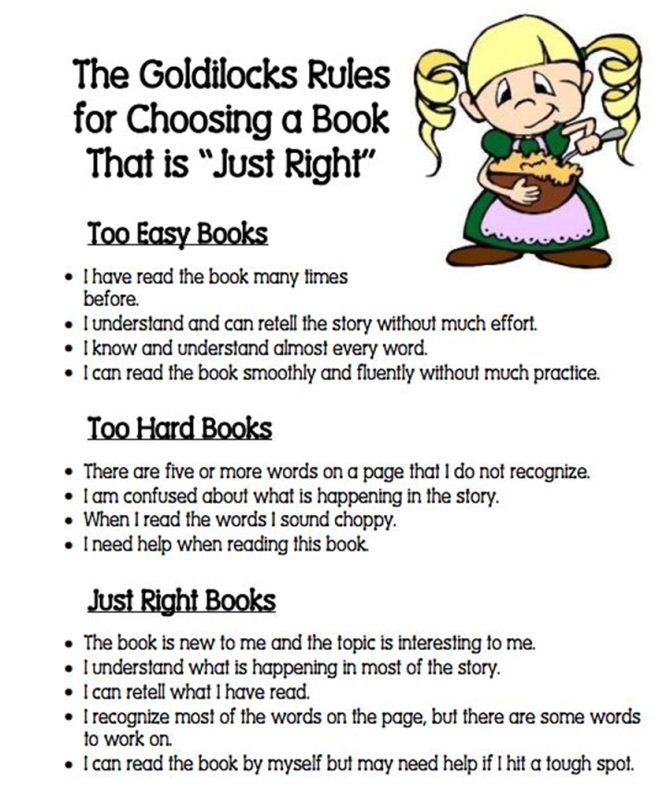 The Goldilocks Rules
for Choosing a Book
That is "Just Right"
Too Easy Books
• I have read the book many times
before.
• I understand and can retell the story without much effort.
• I know and understand almost every word.
• I can read the book smoothly and fluently without much practice.
Too Hard Books
• There are five or more words on a page that I do not recognize.
• I am confused about what is happening in the story.
• When I read the words I sound choppy.
• I need help when reading this book.
Just Right Books
• The book is new to me and the topic is interesting to me.
• I understand what is happening in most of the story.
• I can retell what I have read.
• I recognize most of the words on the page, but there are some words
to work on.
• I can read the book by myself but may need help if I hit a tough spot.